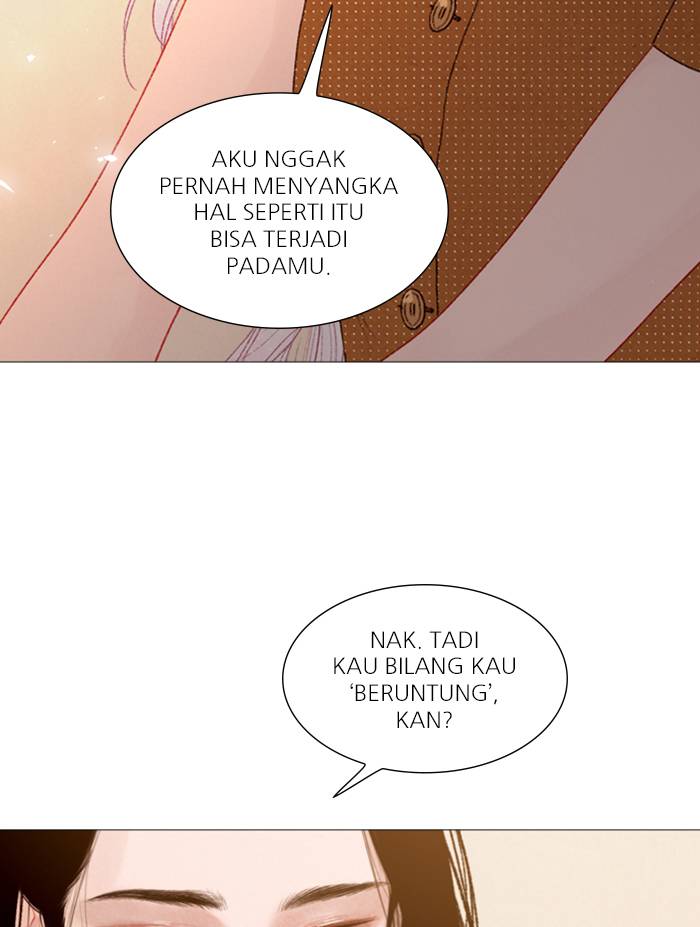 AKU NGGAK
PERNAH MENYANGKA
HAL SEPERTI ITU
BISA TERJADI
PADAMU.
NAK. TADI
KAU BILANG KAU
‘BERUNTUNG’,
KAN?